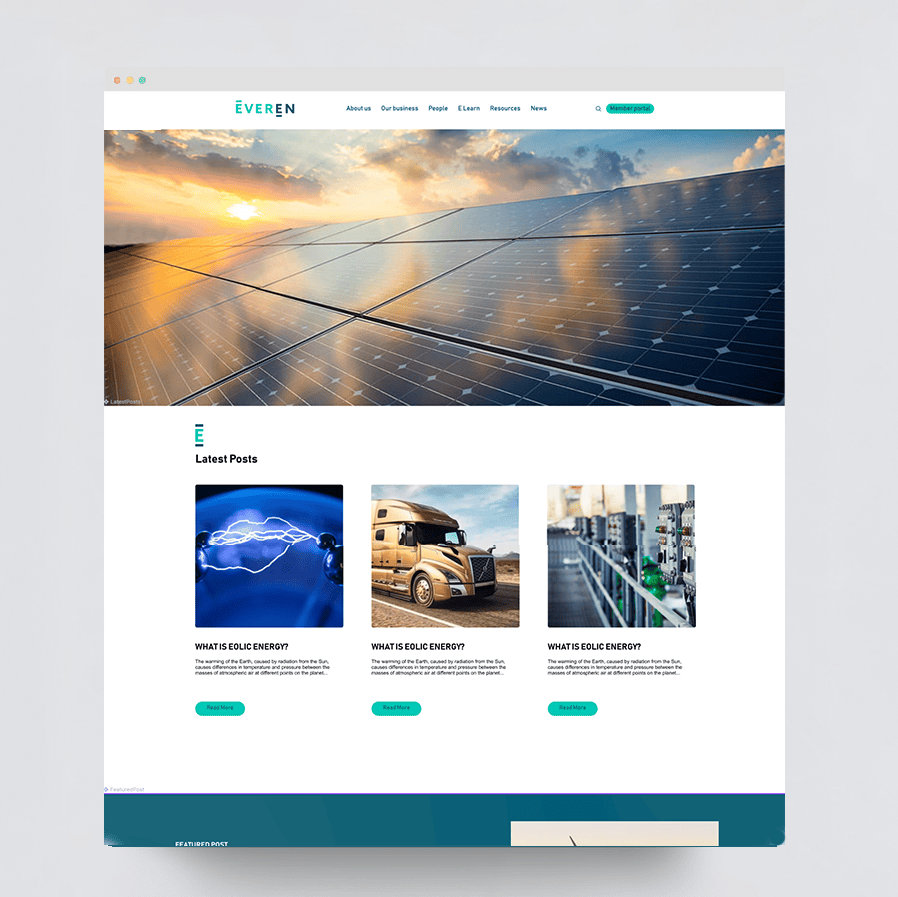 ĒVEREN
About us Our business People E Learn Resources News Member portal
LatestPosts
E
Latest Posts
WHAT IS EOLIC ENERGY?
The warming of the Earth, caused by radiation from the Sun,
causes differences in temperature and pressure between the
masses of atmospheric air at different points on the planet...
Read More
WHAT IS EOLIC ENERGY?
The warming of the Earth, caused by radiation from the Sun,
causes differences in temperature and pressure between the
masses of atmospheric air at different points on the planet...
Read More
WHAT IS EOLIC ENERGY?
The warming of the Earth, caused by radiation from the Sun,
causes differences in temperature and pressure between the
masses of atmospheric air at different points on the planet...
Read More
FeaturedPost
FEATURED POST